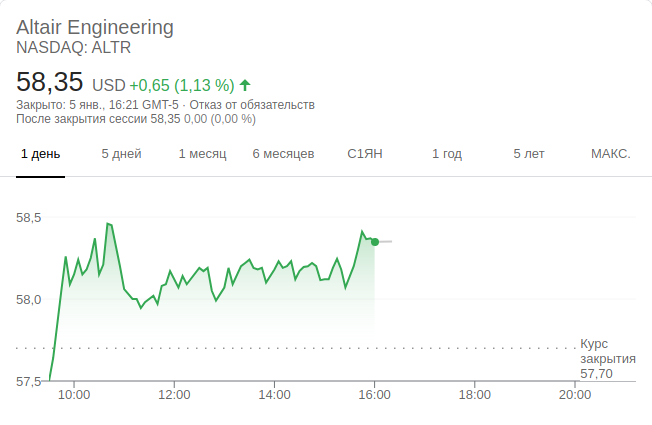 Altair Engineering
NASDAQ: ALTR
58,35 USD +0,65 (1,13 %)
Закрыто: 5 янв., 16:21 GMT-5 · Отказ от обязательств
После закрытия сессии 58,35 0,00 (0,00 %)
1 день 5 дней 1 месяц 6 месяцев С1ЯН 1 год 5 лет МАКС.
58,5
58,0
Курс
закрытия
57,70
57,5
10:00 12:00 14:00 16:00 18:00 20:00